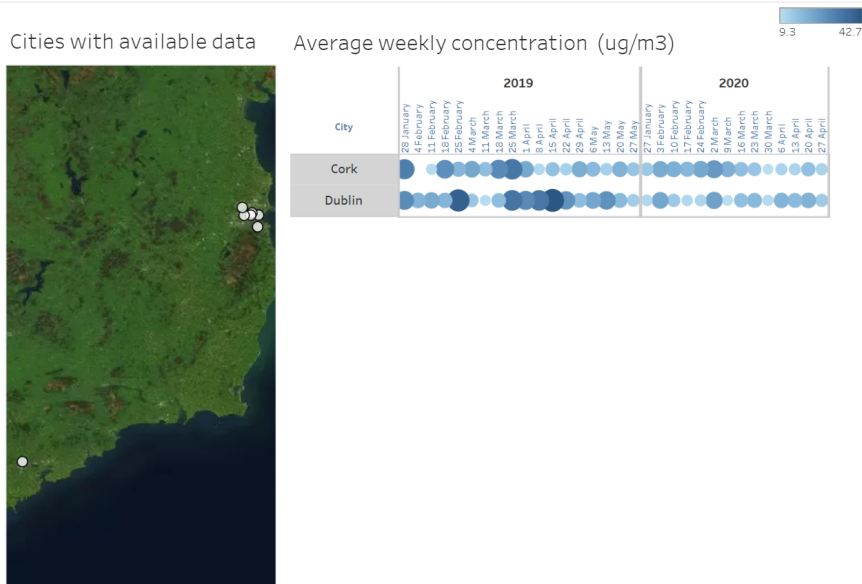 9.3 42.7
Cities with available data
Average weekly concentration (ug/m3)
2019 2020
City
28 January
4 February
11 February
18 February
25 February
4 March
11 March
18 March
25 March
1 April
8 April
15 April
22 April
29 April
6 May
13 May
20 May
27 May
27 January
3 February
10 February
17 February
24 February
2 March
9 March
16 March
23 March
30 March
6 April
13 April
20 April
27 April
Cork
Dublin